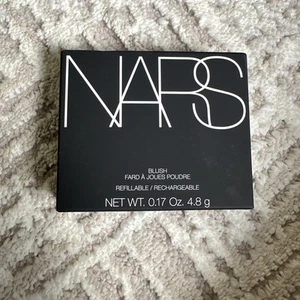 NARS
BLUSH
FARD À JOUES POUDRE
REFILLABLE / RECHARGEABLE
NET WT. 0.17 Oz. 4.8 g